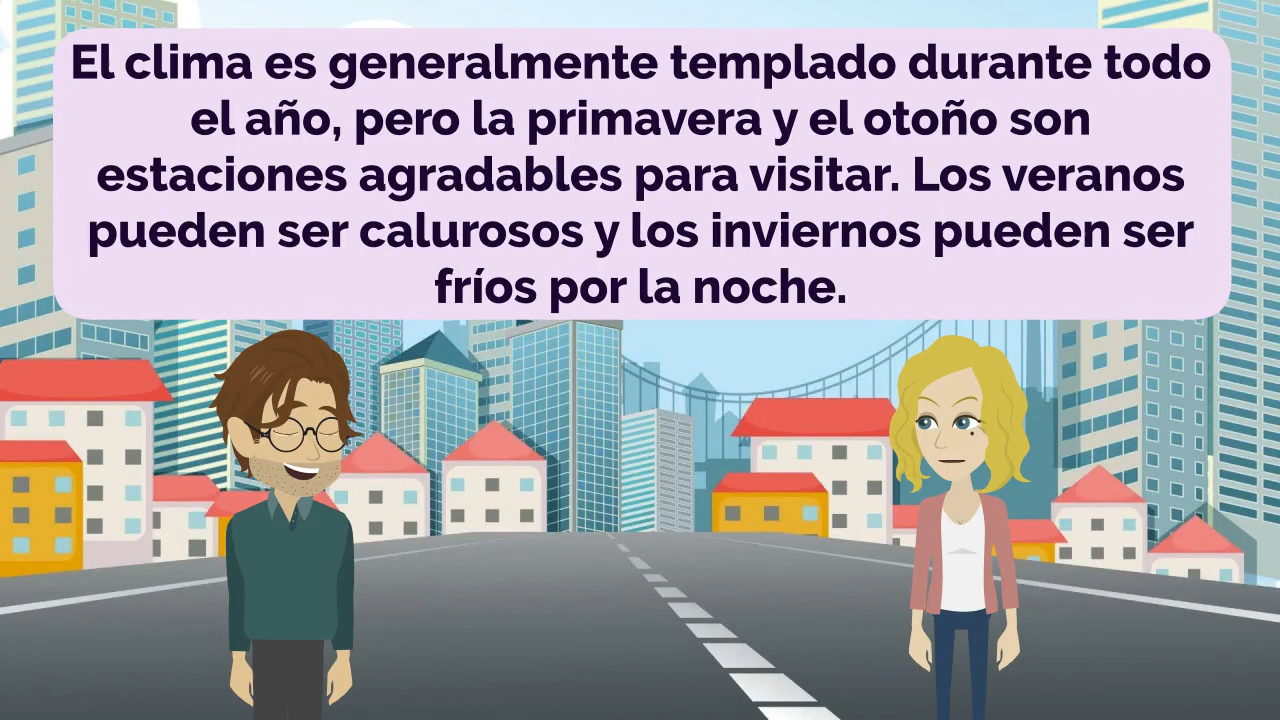 El clima es generalmente templado durante todo
el año, pero la primavera y el otoño son
estaciones agradables para visitar. Los veranos
pueden ser calurosos y los inviernos pueden ser
fríos por la noche.